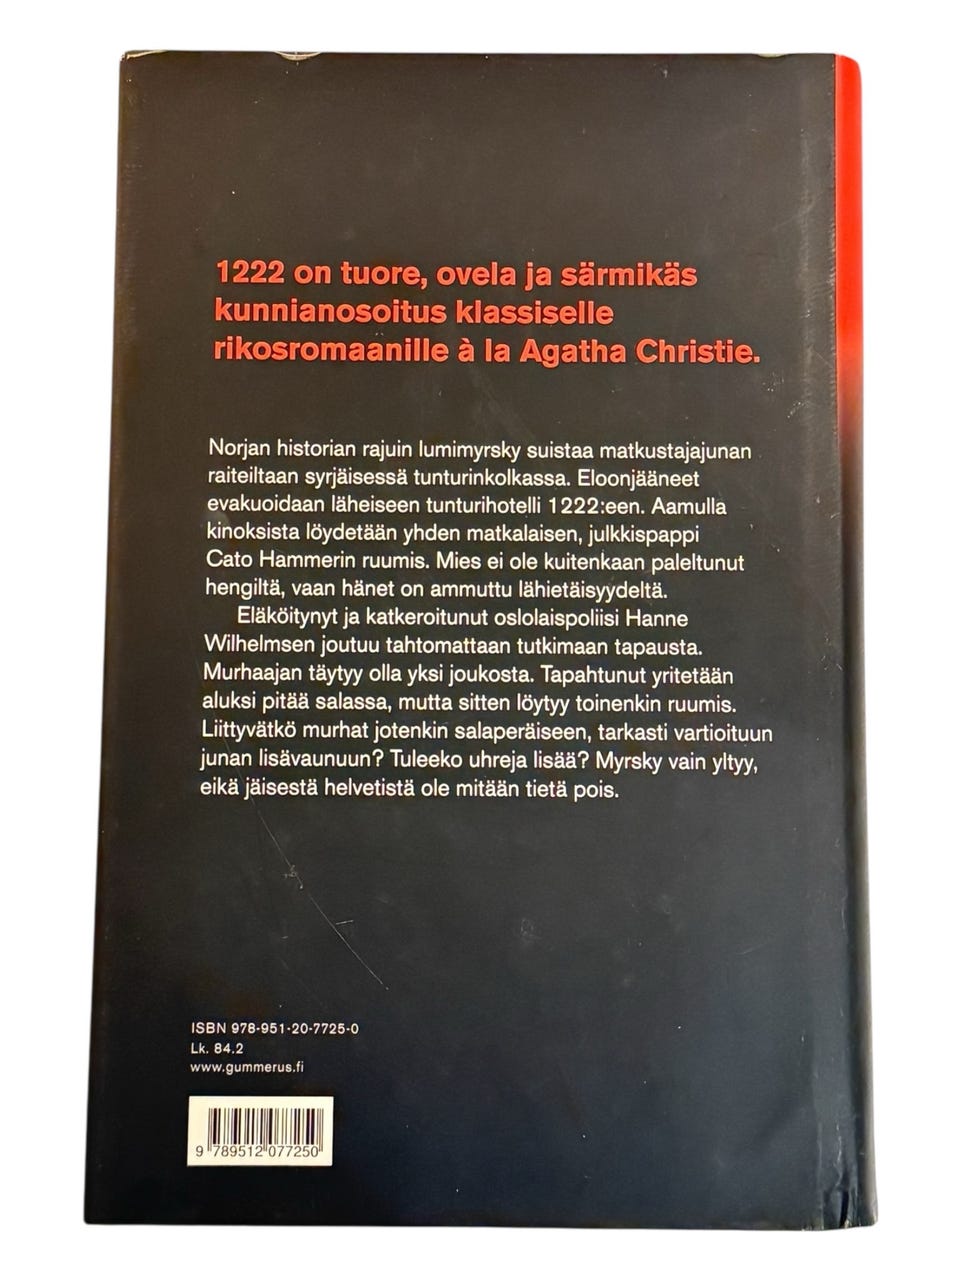 1222 on tuore, ovela ja särmikäs
kunnianosoitus klassiselle
rikosromaanille à la Agatha Christie.
Norjan historian rajuin lumimyrsky suistaa matkustajajunan
raiteiltaan syrjäisessä tunturinkolkassa. Eloonjääneet
evakuoidaan läheiseen tunturihotelli 1222:een. Aamulla
kinoksista löydetään yhden matkalaisen, julkkispappi
Cato Hammerin ruumis. Mies ei ole kuitenkaan paleltunut
hengiltä, vaan hänet on ammuttu lähietäisyydeltä.
Eläköitynyt ja katkeroitunut oslolaispoliisi Hanne
Wilhelmsen joutuu tahtomattaan tutkimaan tapausta.
Murhaajan täytyy olla yksi joukosta. Tapahtunut yritetään
aluksi pitää salassa, mutta sitten löytyy toinenkin ruumis.
Liittyvätkö murhat jotenkin salaperäiseen, tarkasti vartioituun
junan lisävaunuun? Tuleeko uhreja lisää? Myrsky vain yltyy,
eikä jäisestä helvetistä ole mitään tietä pois.
ISBN 978-951-20-7725-0
Lk. 84.2
www.gummerus.fi
9 789512 077250